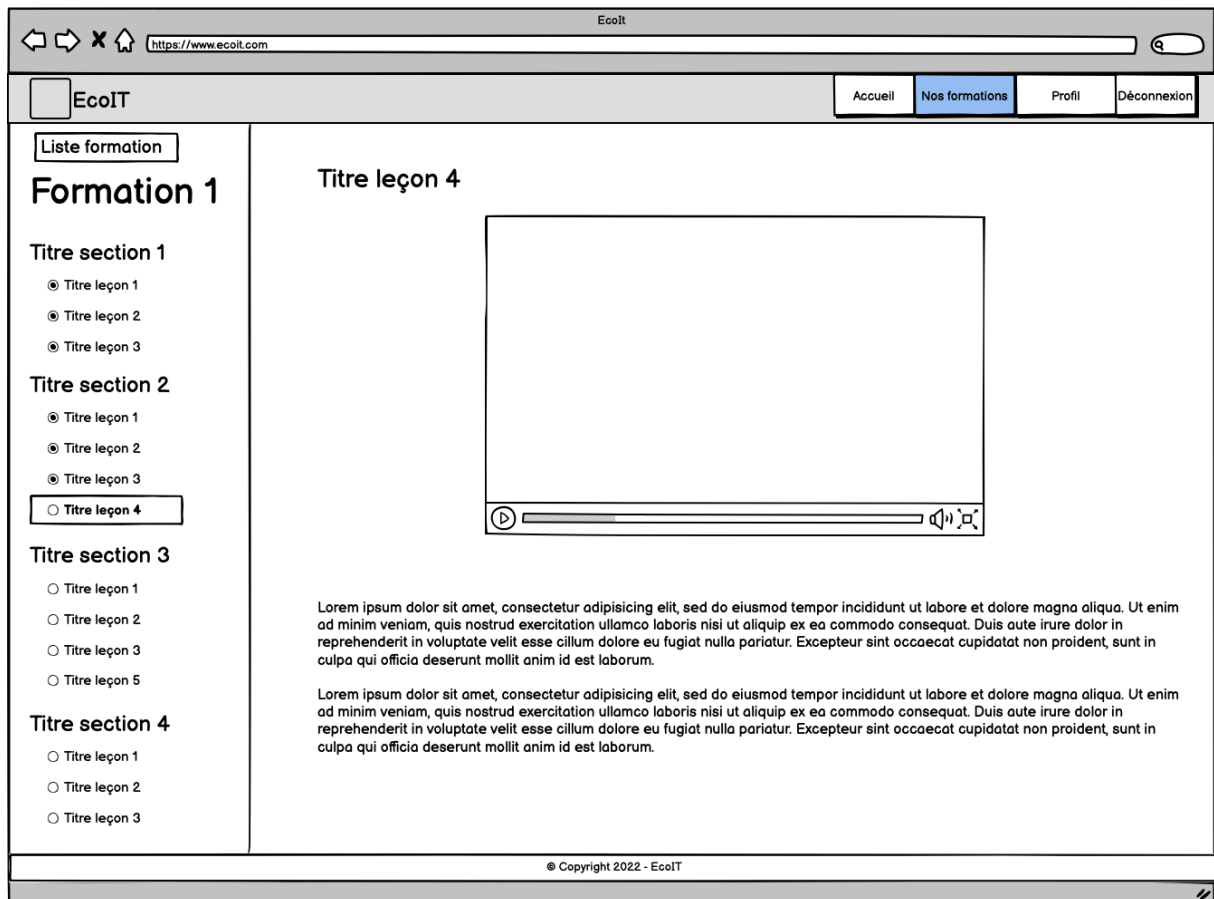 EcoIt
https://www.ecoit.com
EcoIT
Accueil
Nos formations
Profil
Déconnexion
Liste formation
Formation 1
Titre section 1
Titre leçon 1
Titre leçon 2
Titre leçon 3
Titre section 2
Titre leçon 1
Titre leçon 2
Titre leçon 3
Titre leçon 4
Titre section 3
Titre leçon 1
Titre leçon 2
Titre leçon 3
Titre leçon 5
Titre section 4
Titre leçon 1
Titre leçon 2
Titre leçon 3
Titre leçon 4
Lorem ipsum dolor sit amet, consectetur adipisicing elit, sed do eiusmod tempor incididunt ut labore et dolore magna aliqua. Ut enim
ad minim veniam, quis nostrud exercitation ullamco laboris nisi ut aliquip ex ea commodo consequat. Duis aute irure dolor in
reprehenderit in voluptate velit esse cillum dolore eu fugiat nulla pariatur. Excepteur sint occaecat cupidatat non proident, sunt in
culpa qui officia deserunt mollit anim id est laborum.
Lorem ipsum dolor sit amet, consectetur adipisicing elit, sed do eiusmod tempor incididunt ut labore et dolore magna aliqua. Ut enim
ad minim veniam, quis nostrud exercitation ullamco laboris nisi ut aliquip ex ea commodo consequat. Duis aute irure dolor in
reprehenderit in voluptate velit esse cillum dolore eu fugiat nulla pariatur. Excepteur sint occaecat cupidatat non proident, sunt in
culpa qui officia deserunt mollit anim id est laborum.
© Copyright 2022 - EcoIT